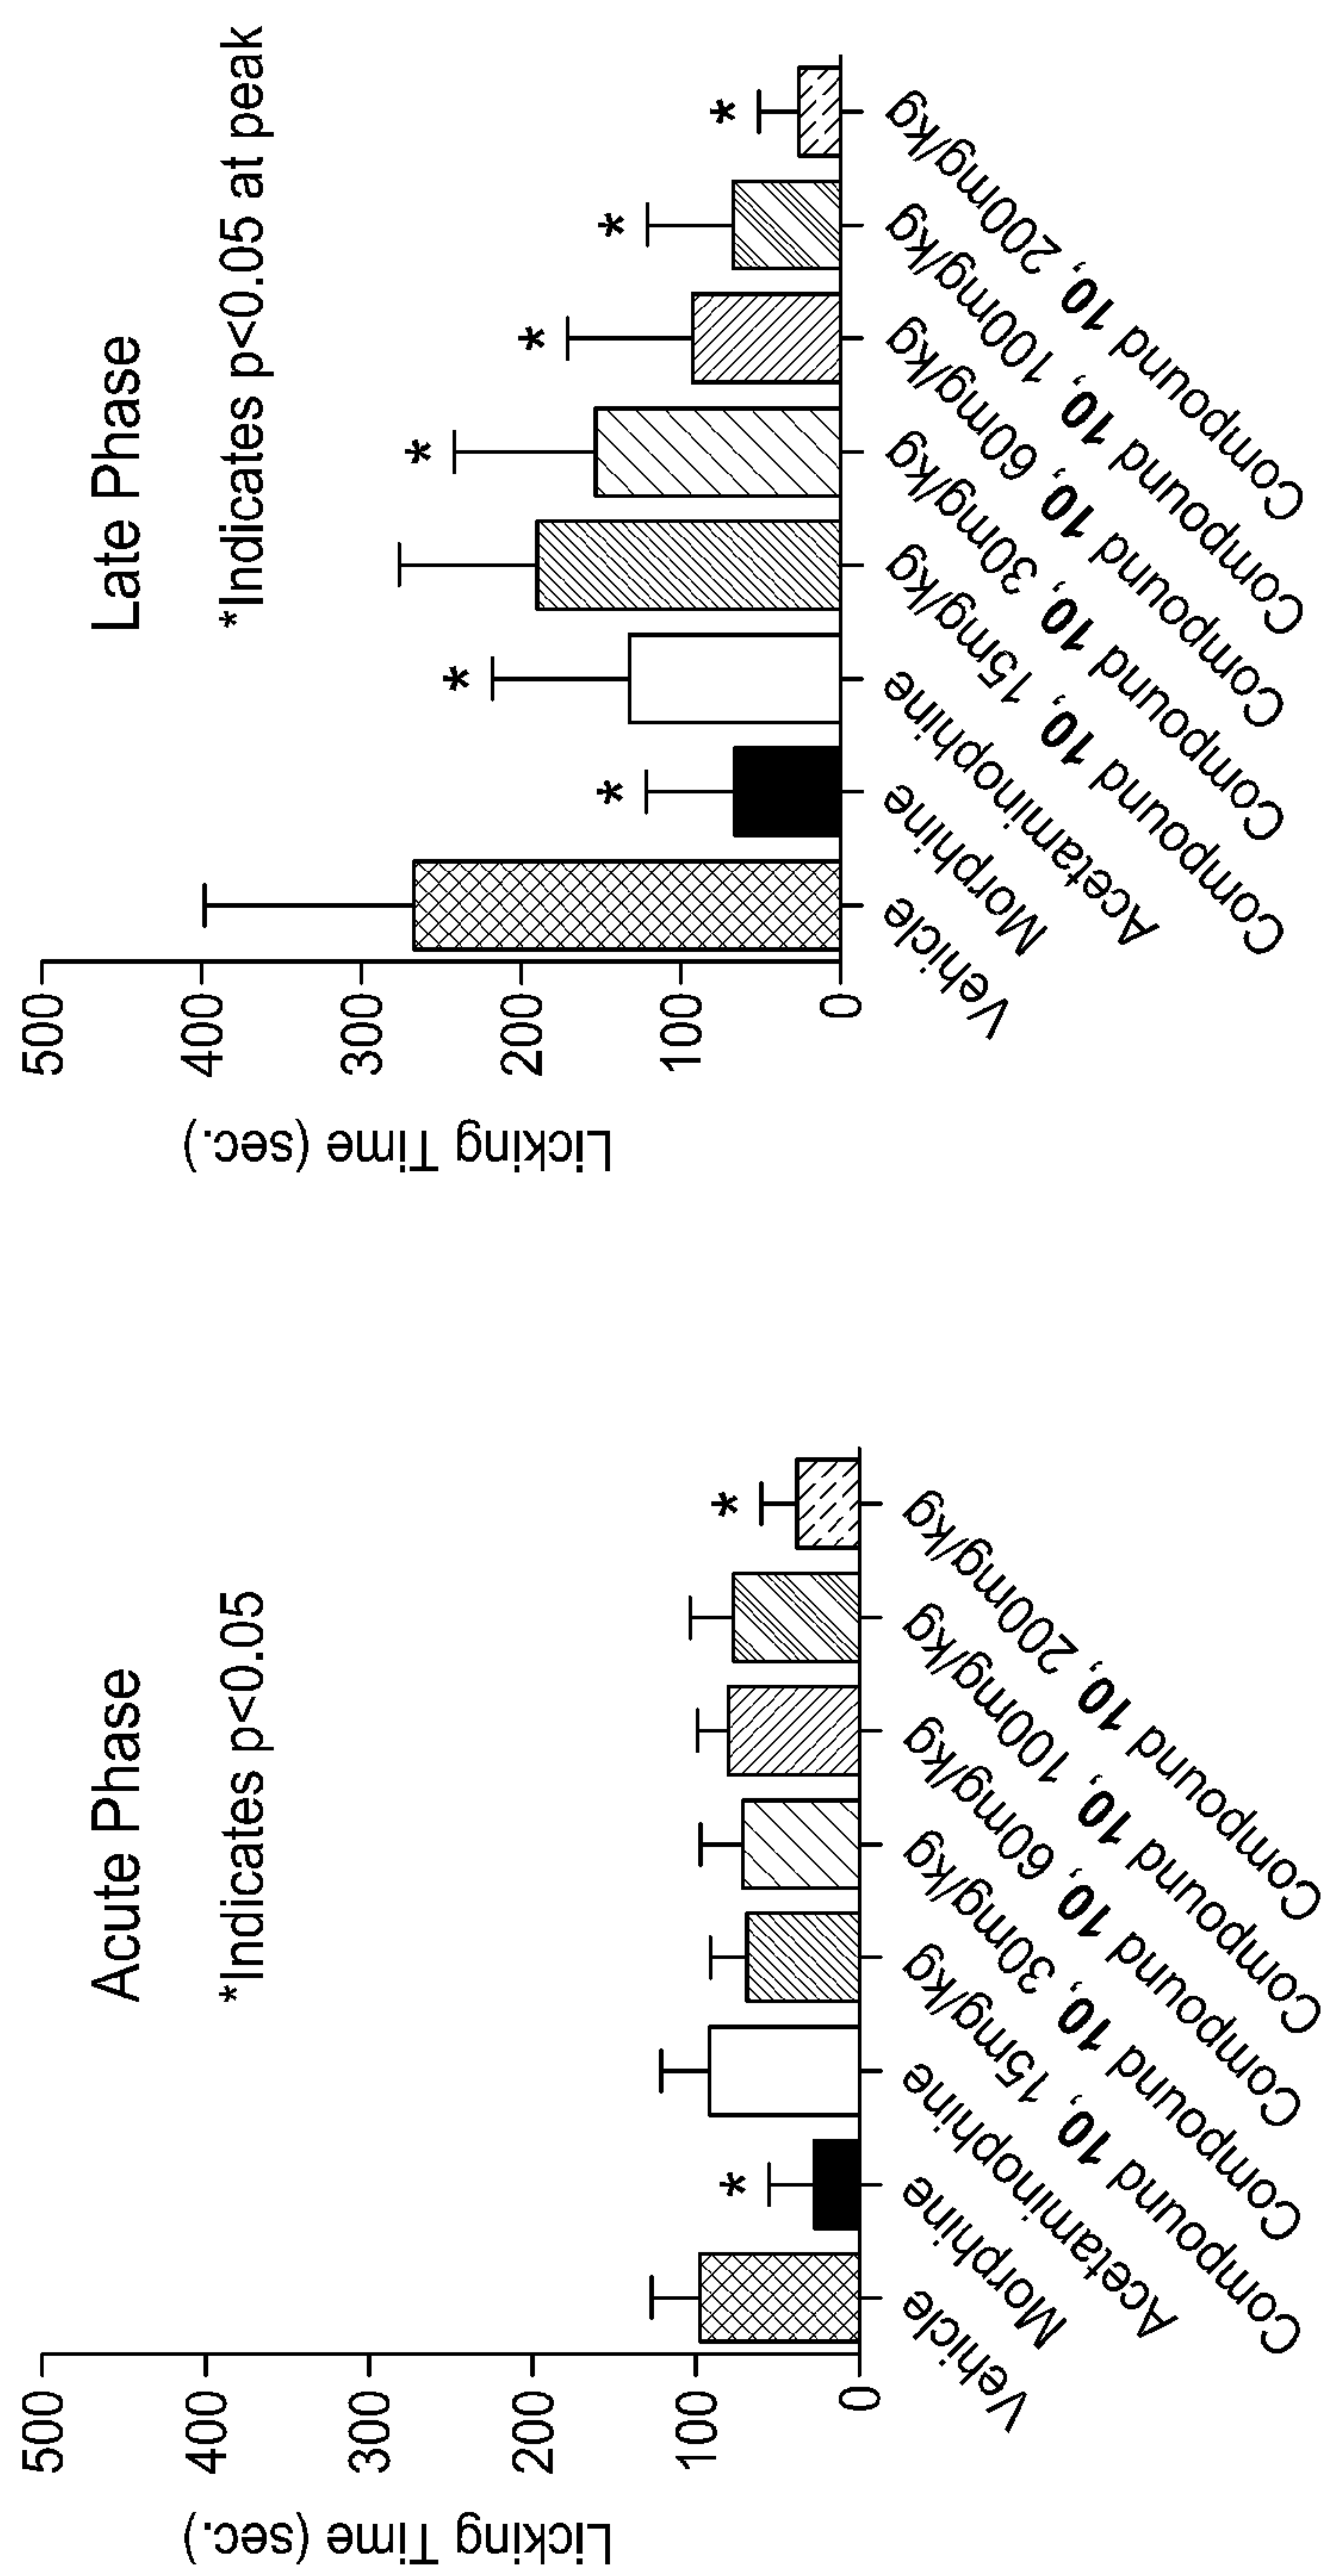 Acute Phase
*Indicates p<0.05
Licking Time (sec.)
500
400
300
200
100
0
*
*
Vehicle
Morphine
Acetaminophine
Compound 10, 15mg/kg
Compound 10, 30mg/kg
Compound 10, 60mg/kg
Compound 10, 100mg/kg
Compound 10, 200mg/kg
Late Phase
*Indicates p<0.05 at peak
Licking Time (sec.)
500
400
300
200
100
0
*
*
*
*
*
*
Vehicle
Morphine
Acetaminophine
Compound 10, 15mg/kg
Compound 10, 30mg/kg
Compound 10, 60mg/kg
Compound 10, 100mg/kg
Compound 10, 200mg/kg